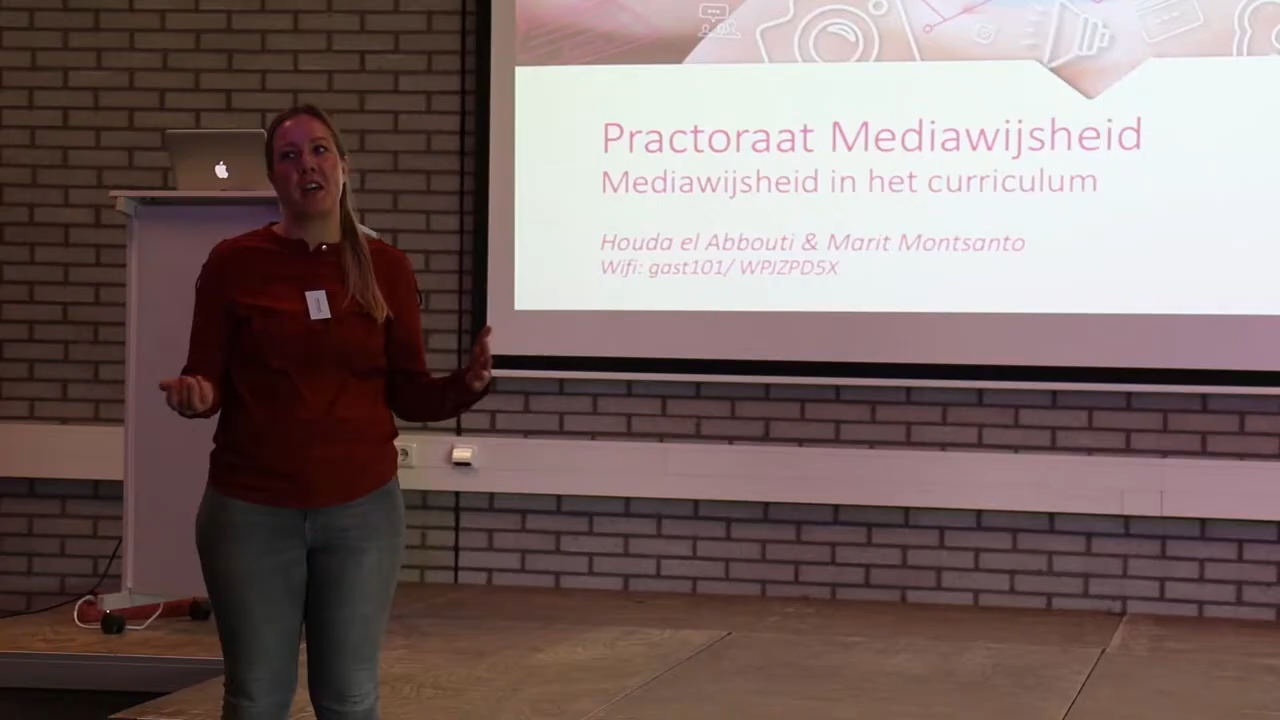 Practoraat Mediawijsheid
Mediawijsheid in het curriculum
Houda el Abbouti & Marit Montsanto
Wifi: gast101/ WPJZPD5X